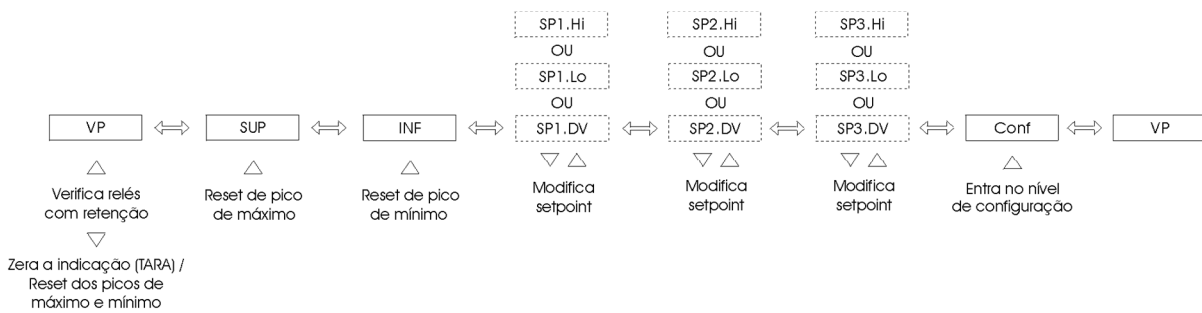 SP1.Hi
OU
SP1.Lo
OU
SP1.DV
SP2.Hi
OU
SP2.Lo
OU
SP2.DV
SP3.Hi
OU
SP3.Lo
OU
SP3.DV
VP
SUP
INF
Conf
VP
Verifica relés
com retenção
Zera a indicação (TARA) /
Reset dos picos de
máximo e mínimo
Reset de pico
de máximo
Reset de pico
de mínimo
Modifica
setpoint
Modifica
setpoint
Modifica
setpoint
Entra no nível
de configuração